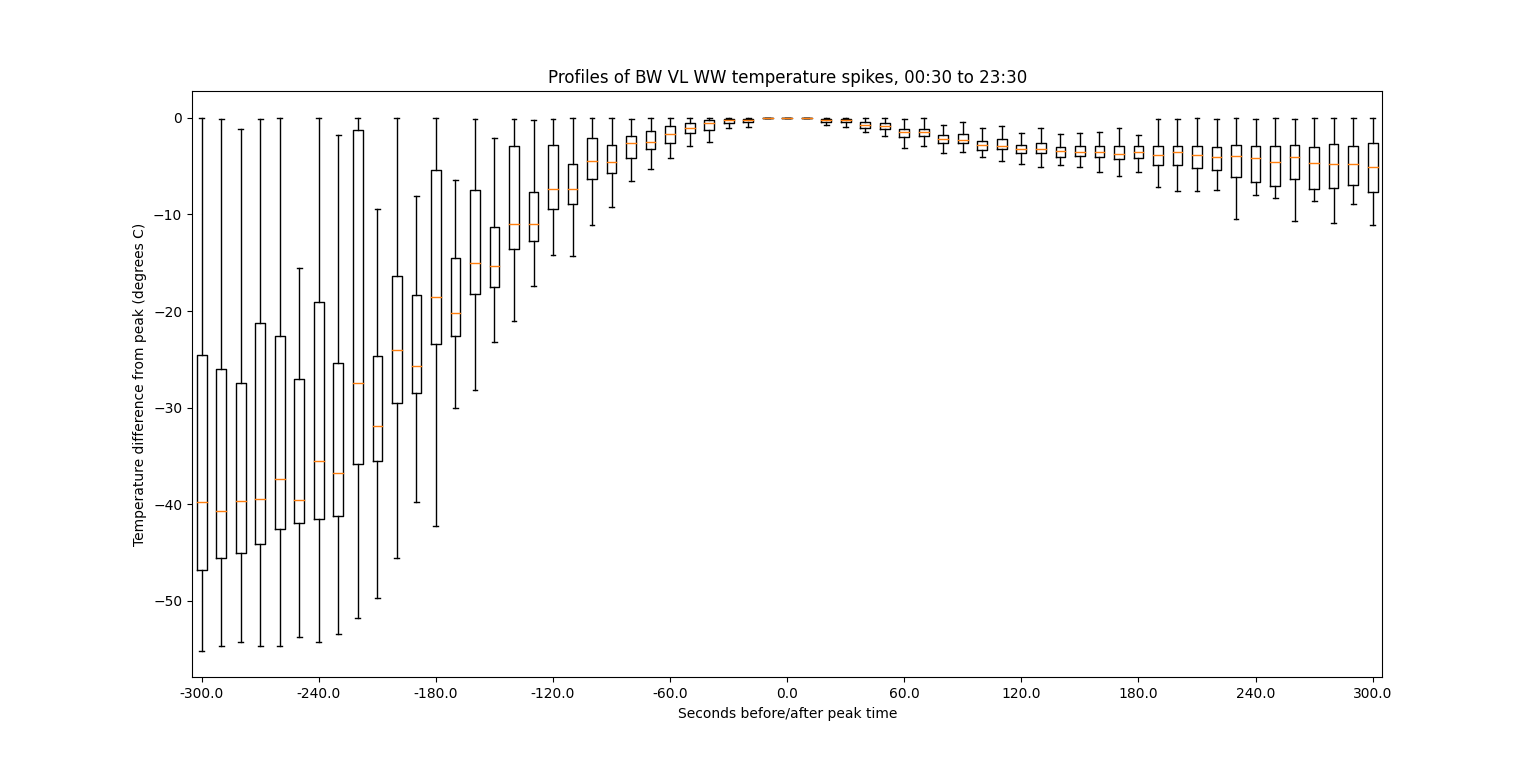 Profiles of BW VL WW temperature spikes, 00:30 to 23:30
Temperature difference from peak (degrees C)
0
−10
−20
−30
−40
−50
-300.0 -240.0 -180.0 -120.0 -60.0 0.0 60.0 120.0 180.0 240.0 300.0
Seconds before/after peak time